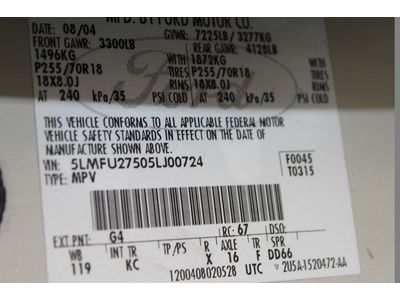 MFD. BY FORD MOTOR CO.
DATE: 08/04 GVWR: 7225LB/ 3277KG
FRONT GAWR: 3300LB REAR GAWR: 4128LB
1496KG WITH 1872KG WITH
P255/70R18 TIRES P255/70R18 TIRES
18X8.0J RIMS 18X8.0J RIMS
AT 240 kPa/35 PSI COLD AT 240 kPa/35 PSI COLD
THIS VEHICLE CONFORMS TO ALL APPLICABLE FEDERAL MOTOR
VEHICLE SAFETY STANDARDS IN EFFECT ON THE DATE OF
MANUFACTURE SHOWN ABOVE.
VIN: 5LMFU27505LJ00724 F0045
TYPE: MPV T0315
EXT PNT: G4 RC: 67 DSO:
WB TP/PS R AXLE TR SPR
119 KC X 16 F DD66
1200408020528 UTC 2U5A-1520472-AA